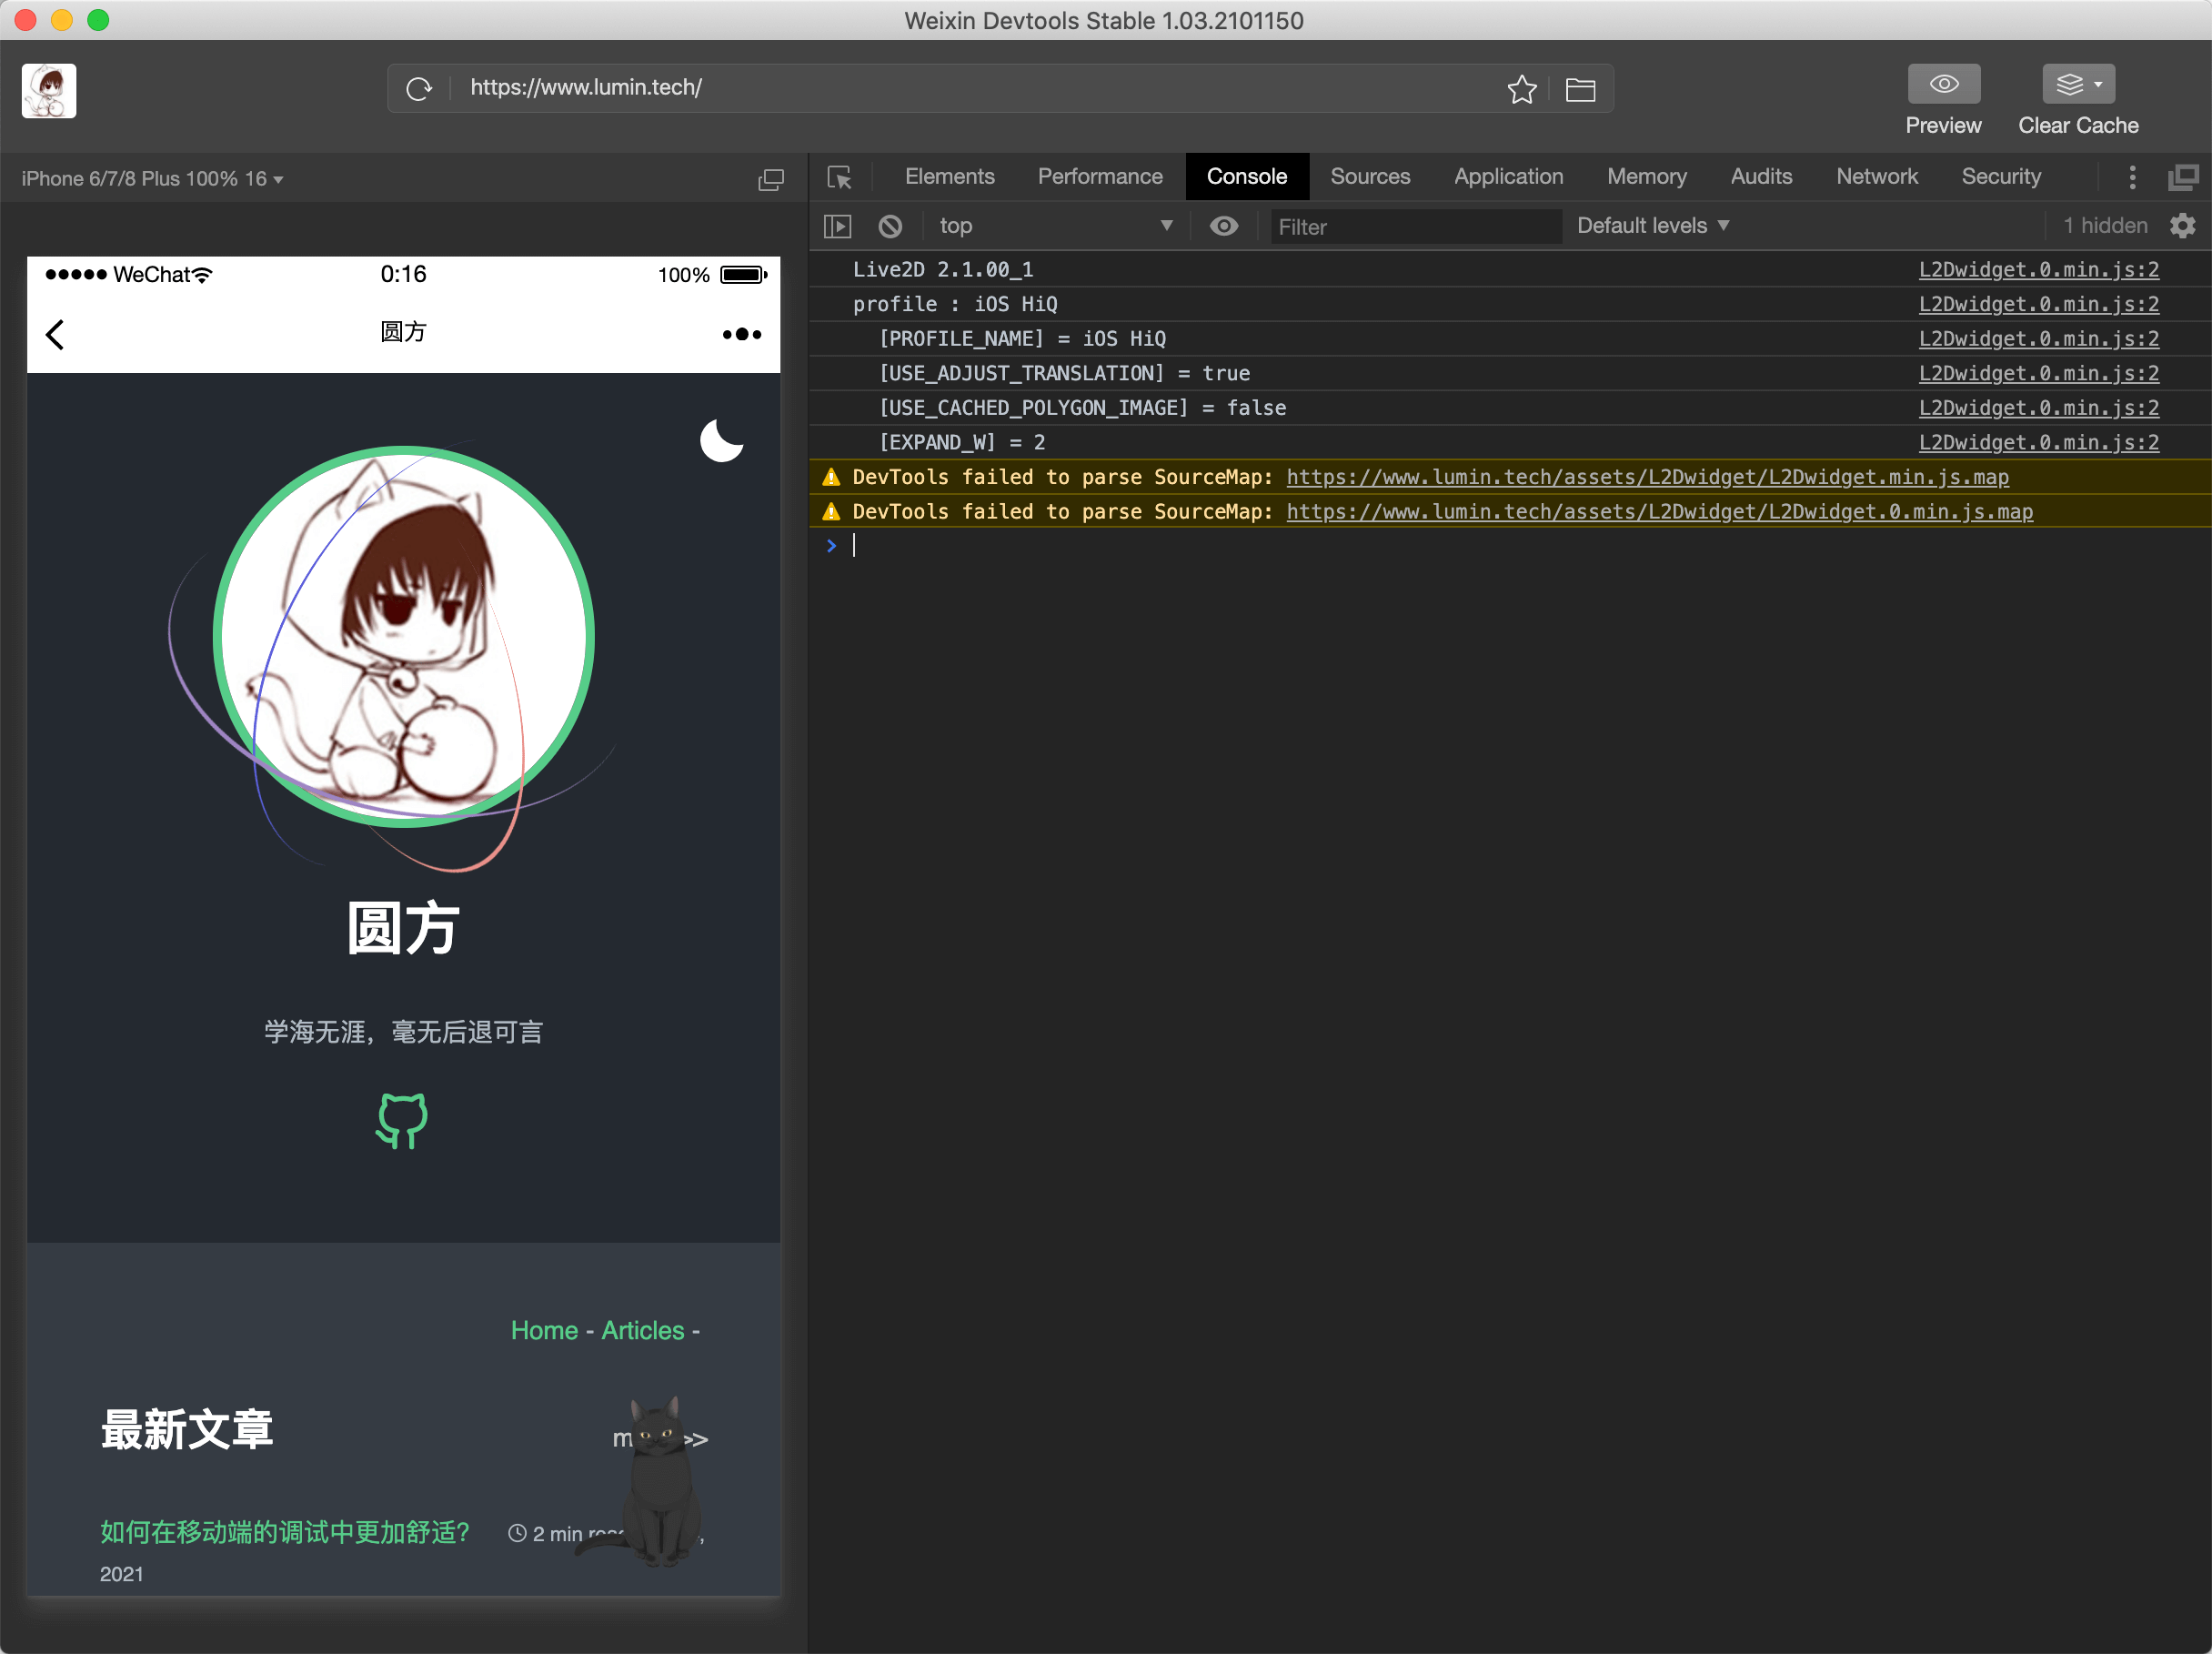 Weixin Devtools Stable 1.03.2101150
https://www.lumin.tech/
Preview
Clear Cache
iPhone 6/7/8 Plus 100% 16
Elements Performance Console Sources Application Memory Audits Network Security
top Filter Default levels 1 hidden
WeChat 0:16 100%
圆方
圆方
学海无涯，毫无后退可言
Home - Articles -
最新文章
>>
如何在移动端的调试中更加舒适? 2 min
2021
Live2D 2.1.00_1 L2Dwidget.0.min.js:2
profile : iOS HiQ L2Dwidget.0.min.js:2
[PROFILE_NAME] = iOS HiQ L2Dwidget.0.min.js:2
[USE_ADJUST_TRANSLATION] = true L2Dwidget.0.min.js:2
[USE_CACHED_POLYGON_IMAGE] = false L2Dwidget.0.min.js:2
[EXPAND_W] = 2 L2Dwidget.0.min.js:2
DevTools failed to parse SourceMap: https://www.lumin.tech/assets/L2Dwidget/L2Dwidget.min.js.map
DevTools failed to parse SourceMap: https://www.lumin.tech/assets/L2Dwidget/L2Dwidget.0.min.js.map